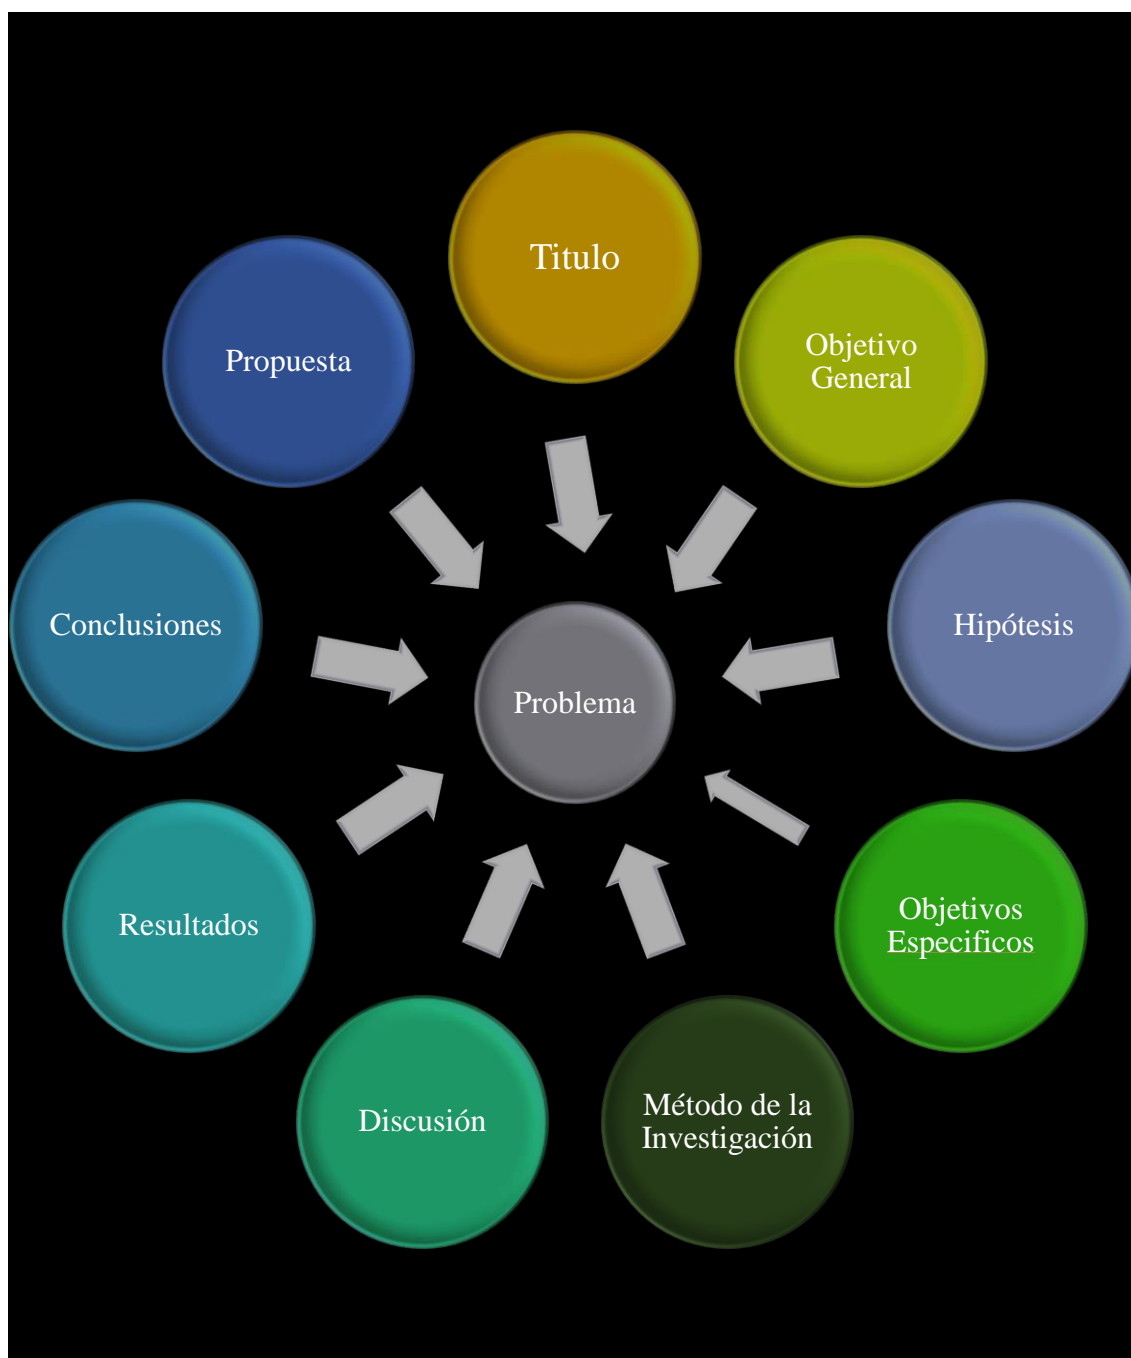 Titulo
Objetivo
General
Propuesta
Hipótesis
Conclusiones
Problema
Objetivos
Especificos
Resultados
Método de la
Investigación
Discusión